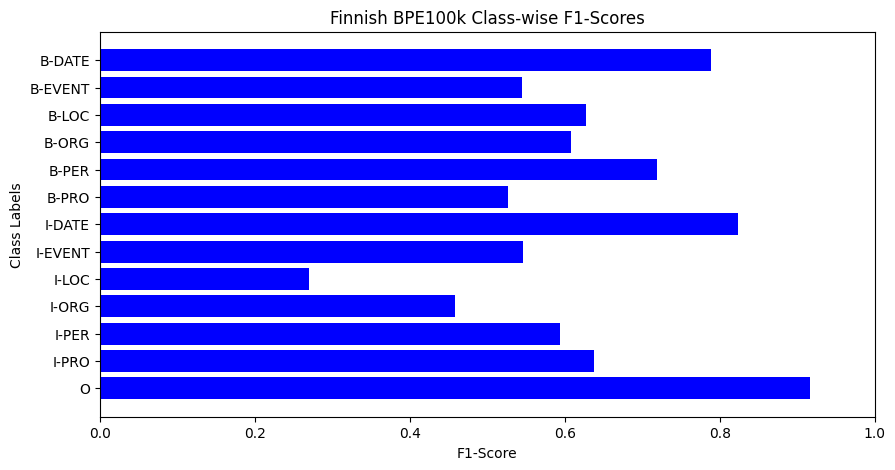 Finnish BPE100k Class-wise F1-Scores
Class Labels
B-DATE
B-EVENT
B-LOC
B-ORG
B-PER
B-PRO
I-DATE
I-EVENT
I-LOC
I-ORG
I-PER
I-PRO
O
0.0 0.2 0.4 0.6 0.8 1.0
F1-Score